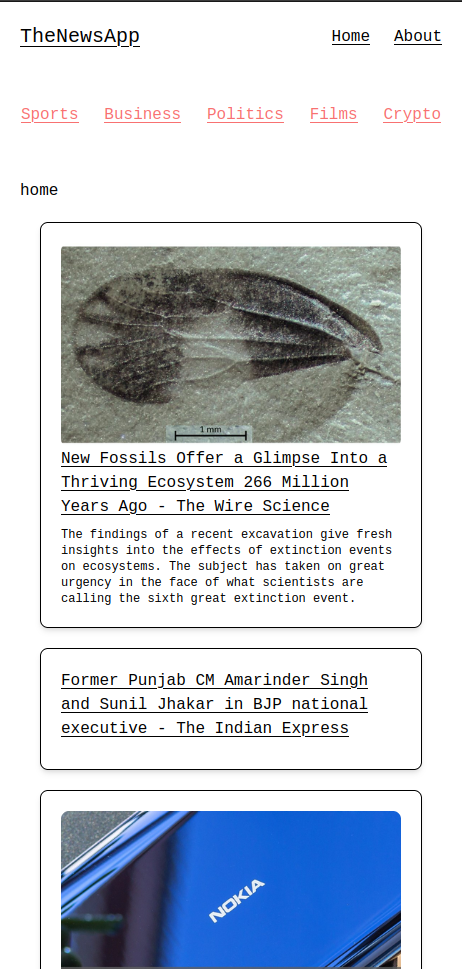 TheNewsApp Home About
Sports Business Politics Films Crypto
home
1 mm
New Fossils Offer a Glimpse Into a
Thriving Ecosystem 266 Million
Years Ago - The Wire Science
The findings of a recent excavation give fresh
insights into the effects of extinction events
on ecosystems. The subject has taken on great
urgency in the face of what scientists are
calling the sixth great extinction event.
Former Punjab CM Amarinder Singh
and Sunil Jhakar in BJP national
executive - The Indian Express
NOKIA